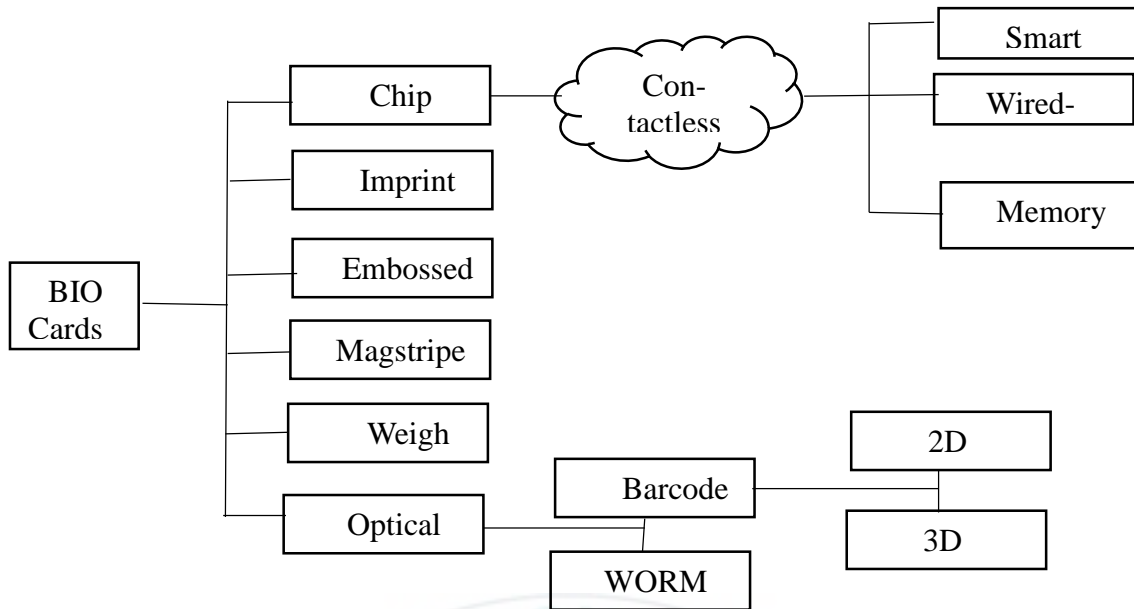 BIO
Cards
Chip
Imprint
Embossed
Magstripe
Weigh
Optical
Con-
tactless
Smart
Wired-
Memory
Barcode
WORM
2D
3D